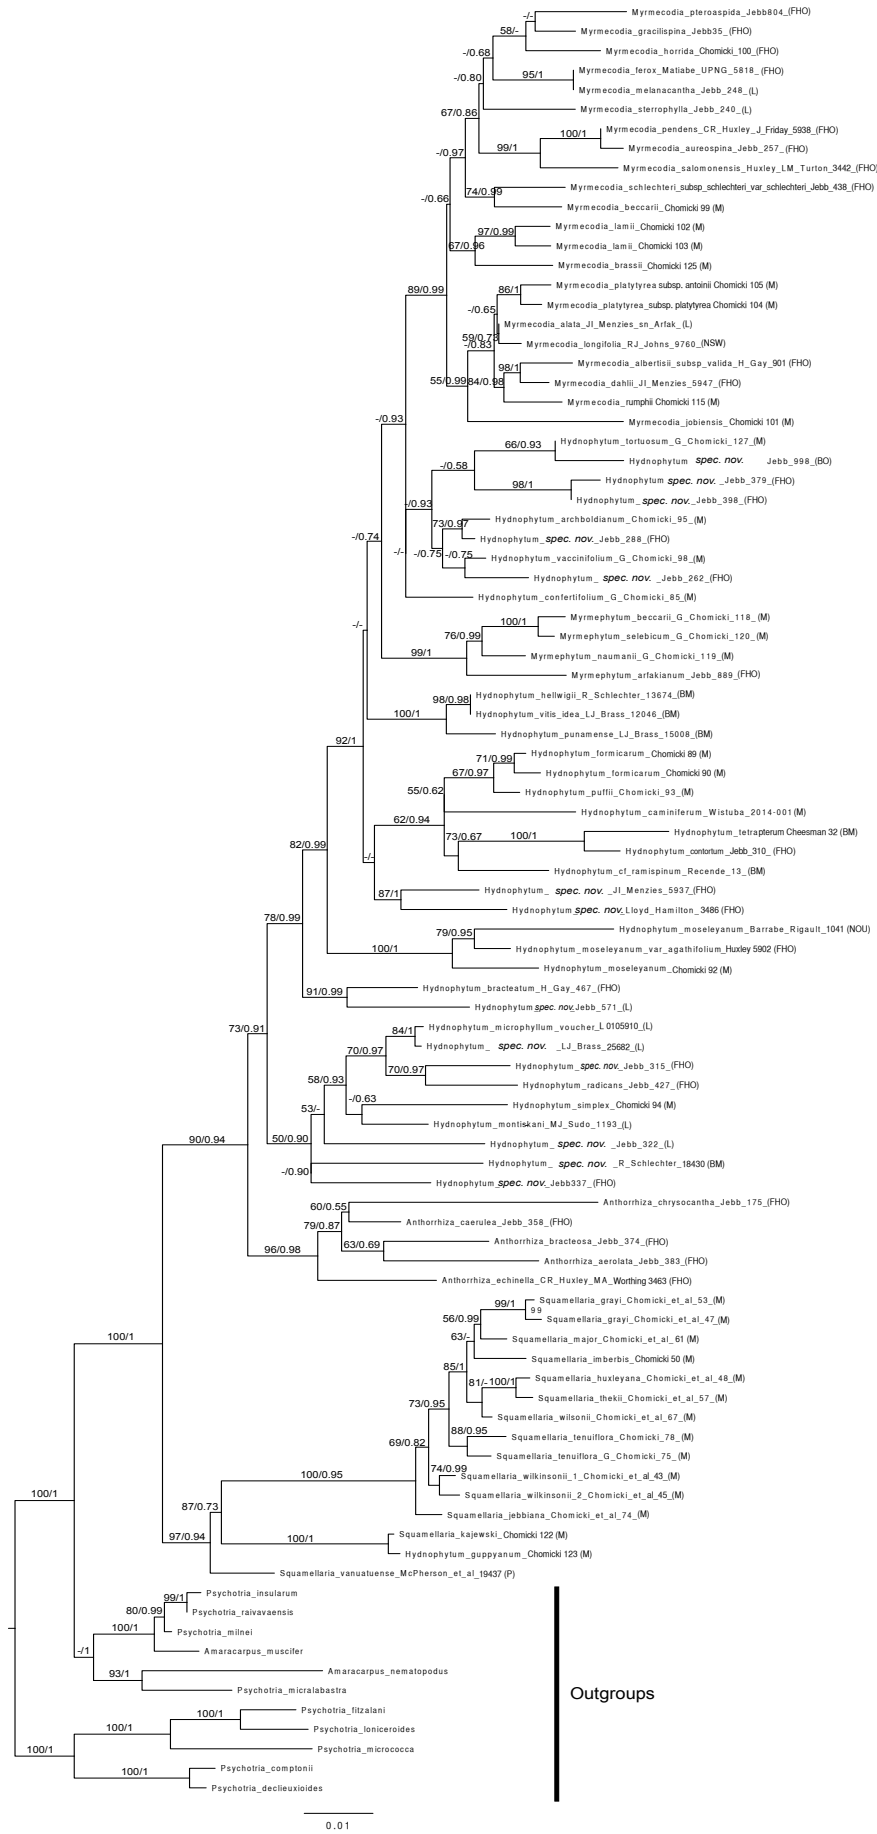 Myrmecodia_pteroaspida_Jebb804_(FHO)
-/-
Myrmecodia_gracilispina_Jebb35_(FHO)
58/-
Myrmecodia_horrida_Chomicki_100_(FHO)
-/0.68
Myrmecodia_ferox_Matiabe_UPNG_5818_(FHO)
95/1
-/0.80
Myrmecodia_melanacantha_Jebb_248_(L)
Myrmecodia_sterrophylla_Jebb_240_(L)
67/0.86
Myrmecodia_pendens_CR_Huxley_J_Friday_5938_(FHO)
100/1
Myrmecodia_aureospina_Jebb_257_(FHO)
99/1
-/0.97
Myrmecodia_salomonensis_Huxley_LM_Turton_3442_(FHO)
Myrmecodia_schlechteri_subsp_schlechteri_var_schlechteri_Jebb_438_(FHO)
74/0.99
-/0.66
Myrmecodia_beccarii_Chomicki 99 (M)
Myrmecodia_lamii_Chomicki 102 (M)
97/0.99
Myrmecodia_lamii_Chomicki 103 (M)
67/0.96
Myrmecodia_brassii_Chomicki 125 (M)
Myrmecodia_platytyrea subsp. antoinii Chomicki 105 (M)
86/1
89/0.99
Myrmecodia_platytyrea_subsp. platytyrea Chomicki 104 (M)
-/0.65
Myrmecodia_alata_JI_Menzies_sn_Arfak_(L)
59/0.73
Myrmecodia_longifolia_RJ_Johns_9760_(NSW)
-/0.83
Myrmecodia_albertisii_subsp_valida_H_Gay_901(FHO)
98/1
55/0.99
84/0.98
Myrmecodia_dahlii_JI_Menzies_5947_(FHO)
Myrmecodia_rumphii Chomicki 115 (M)
-/0.93
Myrmecodia_jobiensis_Chomicki 101 (M)
Hydnophytum_tortuosum_G_Chomicki_127_(M)
66/0.93
Hydnophytum spec. nov. Jebb_998_(BO)
-/0.58
Hydnophytum_ spec. nov. _Jebb_379_(FHO)
98/1
Hydnophytum_ spec. nov. _Jebb_398_(FHO)
-/0.93
Hydnophytum_archboldianum_Chomicki_95_(M)
73/0.97
-/0.74
Hydnophytum_ spec. nov._Jebb_288_(FHO)
-/-
-/0.75
-/0.75
Hydnophytum_vaccinifolium_G_Chomicki_98_(M)
Hydnophytum_ spec. nov. _Jebb_262_(FHO)
Hydnophytum_confertifolium_G_Chomicki_85_(M)
-/-
Myrmephytum_beccarii_G_Chomicki_118_(M)
100/1
Myrmephytum_selebicum_G_Chomicki_120_(M)
76/0.99
99/1
Myrmephytum_naumanii_G_Chomicki_119_(M)
Myrmephytum_arfakianum_Jebb_889_(FHO)
Hydnophytum_hellwigii_R_Schlechter_13674_(BM)
98/0.98
100/1
Hydnophytum_vitis_idea_LJ_Brass_12046_(BM)
Hydnophytum_punamense_LJ_Brass_15008_(BM)
92/1
Hydnophytum_formicarum_Chomicki 89 (M)
71/0.99
67/0.97
Hydnophytum_formicarum_Chomicki 90 (M)
Hydnophytum_puffii_Chomicki_93_(M)
55/0.62
Hydnophytum_caminiferum_Wistuba_2014-001(M)
62/0.94
Hydnophytum_tetrapterum Cheesman 32 (BM)
100/1
73/0.67
82/0.99
Hydnophytum_contortum_Jebb_310_(FHO)
-/-
Hydnophytum_cf_ramispinum_Recende_13_(BM)
Hydnophytum_ spec. nov. _JI_Menzies_5937_(FHO)
87/1
Hydnophytum spec. nov._Lloyd_Hamilton_3486 (FHO)
78/0.99
Hydnophytum_moseleyanum_Barrabe_Rigault_1041 (NOU)
79/0.95
100/1
Hydnophytum_moseleyanum_var_agathifolium_Huxley 5902 (FHO)
Hydnophytum_moseleyanum_Chomicki 92 (M)
Hydnophytum_bracteatum_H_Gay_467_(FHO)
91/0.99
Hydnophytum spec. nov._Jebb_571_(L)
73/0.91
Hydnophytum_microphyllum_voucher_L 0105910_(L)
84/1
Hydnophytum_ spec. nov. _LJ_Brass_25682_(L)
70/0.97
Hydnophytum_ spec. nov._Jebb_315_(FHO)
70/0.97
58/0.93
Hydnophytum_radicans_Jebb_427_(FHO)
Hydnophytum_simplex_Chomicki 94 (M)
-/0.63
53/-
Hydnophytum_montiskani_MJ_Sudo_1193_(L)
90/0.94
50/0.90
Hydnophytum_ spec. nov. _Jebb_322_(L)
Hydnophytum_ spec. nov. _R_Schlechter_18430 (BM)
-/0.90
Hydnophytum_spec. nov._Jebb337_(FHO)
Anthorrhiza_chrysocantha_Jebb_175_(FHO)
60/0.55
Anthorrhiza_caerulea_Jebb_358_(FHO)
79/0.87
Anthorrhiza_bracteosa_Jebb_374_(FHO)
96/0.98
63/0.69
Anthorrhiza_aerolata_Jebb_383_(FHO)
Anthorrhiza_echinella_CR_Huxley_MA_Worthing 3463 (FHO)
Squamellaria_grayi_Chomicki_et_al_53_(M)
99/1
99
56/0.99
Squamellaria_grayi_Chomicki_et_al_47_(M)
100/1
63/-
Squamellaria_major_Chomicki_et_al_61 (M)
Squamellaria_imberbis_Chomicki 50 (M)
85/1
Squamellaria_huxleyana_Chomicki_et_al_48_(M)
81/-
100/1
Squamellaria_thekii_Chomicki_et_al_57_(M)
73/0.95
Squamellaria_wilsonii_Chomicki_et_al_67_(M)
88/0.95
Squamellaria_tenuiflora_Chomicki_78_(M)
69/0.82
Squamellaria_tenuiflora_G_Chomicki_75_(M)
74/0.99
Squamellaria_wilkinsonii_1_Chomicki_et_al_43_(M)
100/0.95
Squamellaria_wilkinsonii_2_Chomicki_et_al_45_(M)
100/1
87/0.73
Squamellaria_jebbiana_Chomicki_et_al_74_(M)
Squamellaria_kajewski_Chomicki 122 (M)
97/0.94
100/1
Hydnophytum_guppyanum_Chomicki 123 (M)
Squamellaria_vanuatuense_McPherson_et_al_19437 (P)
Psychotria_insularum
99/1
80/0.99
Psychotria_raivavaensis
100/1
Psychotria_milnei
-/1
Amaracarpus_muscifer
Amaracarpus_nematopodus
93/1
Psychotria_micralabastra
Outgroups
Psychotria_fitzalani
100/1
Psychotria_loniceroides
100/1
Psychotria_micrococca
100/1
Psychotria_comptonii
100/1
Psychotria_declieuxioides
0.01